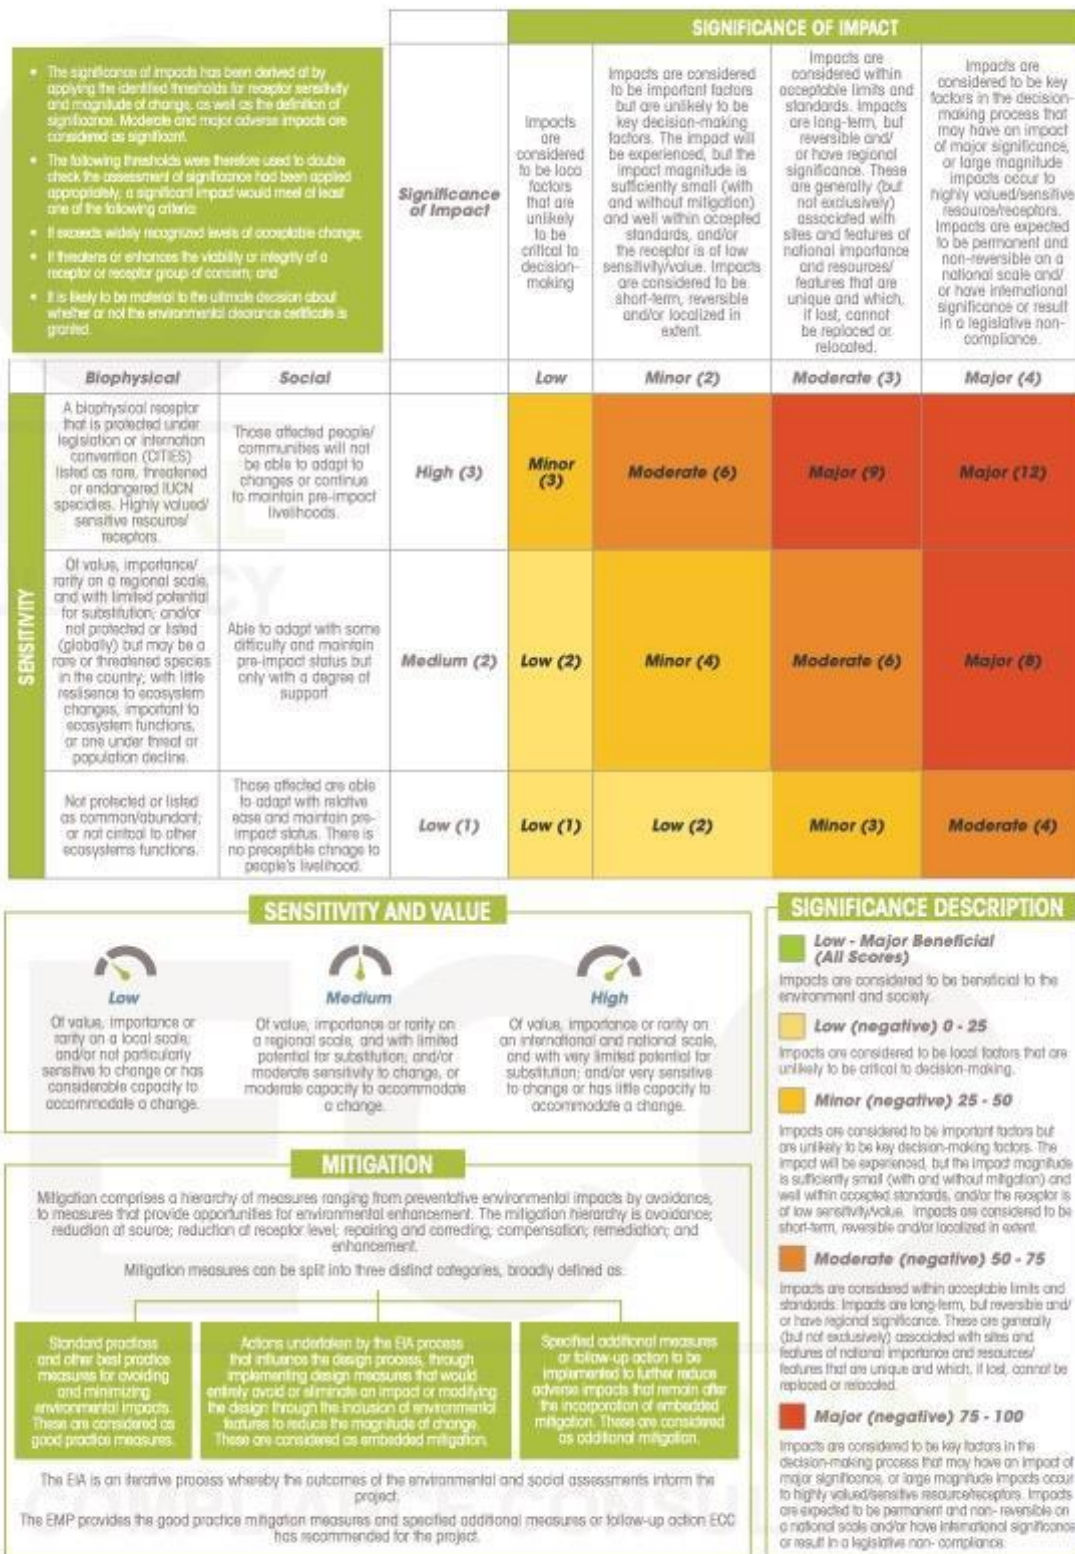 SIGNIFICANCE OF IMPACT
• The significance of impacts has been derived at by
applying the identified thresholds for receptor sensitivity
and magnitude of change, as well as the definition of
significance. Moderate and major adverse impacts are
considered as significant.
• The following thresholds were therefore used to double
check the assessment of significance had been applied
appropriately, a significant impact would meet at least
one of the following criteria:
• It exceeds widely recognized levels of acceptable change;
• It threatens or enhances the viability or integrity of a
receptor or receptor group of concern; and
• It is likely to be material to the ultimate decision about
whether or not the environmental clearance certificate is
granted.
Significance
of Impact
Impacts
are
considered
to be loca
factors
that are
unlikely
to be
critical to
decision-
making
Impacts are considered
to be important factors
but are unlikely to be
key decision-making
factors. The impact will
be experienced, but the
impact magnitude is
sufficiently small (with
and without mitigation)
and well within accepted
standards, and/or
the receptor is of low
sensitivity/value. Impacts
are considered to be
short-term, reversible
and/or localized in
extent.
Impacts are
considered within
acceptable limits and
standards. Impacts
are long-term, but
reversible and/
or have regional
significance. These
are generally (but
not exclusively)
associated with
sites and features of
national importance
and resources/
features that are
unique and which,
if lost, cannot
be replaced or
relocated.
Impacts are
considered to be key
factors in the decision-
making process that
may have an impact
of major significance,
or large magnitude
impacts occur to
highly valued/sensitive
resource/receptors.
Impacts are expected
to be permanent and
non-reversible on a
national scale and/
or have international
significance or result
in a legislative non-
compliance.
Biophysical
Social
Low
Minor (2)
Moderate (3)
Major (4)
SENSITIVITY
A biophysical receptor
that is protected under
legislation or internation
convention (CITIES)
listed as rare, threatened
or endangered IUCN
specidies. Highly valued/
sensitive resource/
receptors.
Those affected people/
communities will not
be able to adapt to
changes or continue
to maintain pre-impact
livelihoods.
High (3)
Minor
(3)
Moderate (6)
Major (9)
Major (12)
Of value, importance/
rarity on a regional scale,
and with limited potential
for substitution; and/or
not protected or listed
(globally) but may be a
rare or threatened species
in the country; with little
resilisence to ecosystem
changes, important to
ecosystem functions,
or one under threat or
population decline.
Able to adapt with some
difficulty and maintain
pre-impact status but
only with a degree of
support
Medium (2)
Low (2)
Minor (4)
Moderate (6)
Major (8)
Not protected or listed
as common/abundant;
or not ciritcal to other
ecosystems functions.
Those affected are able
to adapt with relative
ease and maintain pre-
impact status. There is
no preceptible chnage to
people's livelihood.
Low (1)
Low (1)
Low (2)
Minor (3)
Moderate (4)
SENSITIVITY AND VALUE
Low
Of value, importance or
rarity on a local scale;
and/or not particularly
sensitive to change or has
considerable capacity to
accommodate a change.
Medium
Of value, importance or rarity on
a regional scale, and with limited
potential for substitution; and/or
moderate sensitivity to change, or
moderate capacity to accommodate
a change.
High
Of value, importance or rarity on
an international and national scale,
and with very limited potential for
substitution; and/or very sensitive
to change or has little capacity to
accommodate a change.
MITIGATION
Mitigation comprises a hierarchy of measures ranging from preventative environmental impacts by avoidance,
to measures that provide opportunities for environmental enhancement. The mitigation hierarchy is avoidance;
reduction at source; reduction at receptor level; repairing and correcting; compensation; remediation; and
enhancement.
Mitigation measures can be split into three distinct categories, broadly defined as:
Standard practices
and other best practice
measures for avoiding
and minimizing
environmental impacts.
These are considered as
good practice measures.
Actions undertaken by the EIA process
that influence the design process, through
implementing design measures that would
entirely avoid or eliminate an impact or modifying
the design through the inclusion of environmental
features to reduce the magnitude of change.
These are considered as embedded mitigation.
Specified additional measures
or follow-up action to be
implemented to further reduce
adverse impacts that remain after
the incorporation of embedded
mitigation. These are considered
as additional mitigation.
The EIA is an iterative process whereby the outcomes of the environmental and social assessments inform the
project.
The EMP provides the good practice mitigation measures and specified additional measures or follow-up action ECC
has recommended for the project.
SIGNIFICANCE DESCRIPTION
Low - Major Beneficial
(All Scores)
Impacts are considered to be beneficial to the
environment and society.
Low (negative) 0 - 25
Impacts are considered to be local factors that are
unlikely to be critical to decision-making.
Minor (negative) 25 - 50
Impacts are considered to be important factors but
are unlikely to be key decision-making factors. The
impact will be experienced, but the impact magnitude
is sufficiently small (with and without mitigation) and
well within accepted standards, and/or the receptor is
of low sensitivity/value. Impacts are considered to be
short-term, reversible and/or localized in extent.
Moderate (negative) 50 - 75
Impacts are considered within acceptable limits and
standards. Impacts are long-term, but reversible and/
or have regional significance. These are generally
(but not exclusively) associated with sites and
features of national importance and resources/
features that are unique and which, if lost, cannot be
replaced or relocated.
Major (negative) 75 - 100
Impacts are considered to be key factors in the
decision-making process that may have an impact of
major significance, or large magnitude impacts occur
to highly valued/sensitive resource/receptors. Impacts
are expected to be permanent and non- reversible on
a national scale and/or have international significance
or result in a legislative non- compliance.